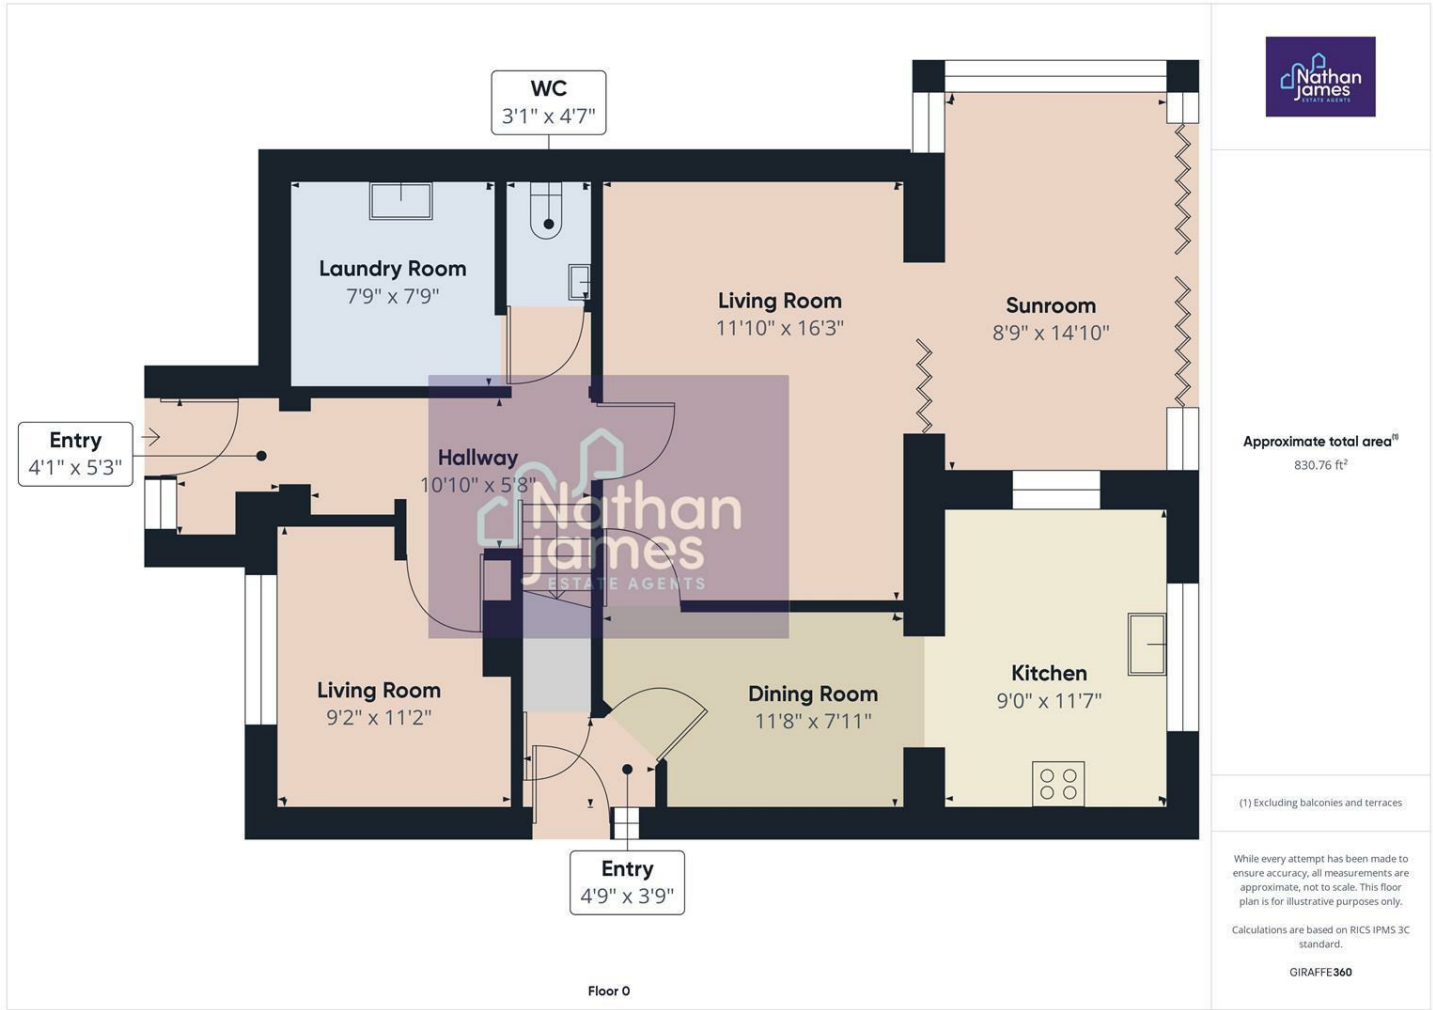 WC
3'1" x 4'7"
Nathan
James
ESTATE AGENTS
Laundry Room
7'9" x 7'9"
Living Room
11'10" x 16'3"
Sunroom
8'9" x 14'10"
Entry
4'1" x 5'3"
Hallway
10'10" x 5'8"
Approximate total area(1)
830.76 ft²
Nathan
james
ESTATE AGENTS
Living Room
9'2" x 11'2"
Dining Room
11'8" x 7'11"
Kitchen
9'0" x 11'7"
Entry
4'9" x 3'9"
(1) Excluding balconies and terraces
While every attempt has been made to
ensure accuracy, all measurements are
approximate, not to scale. This floor
plan is for illustrative purposes only.
Calculations are based on RICS IPMS 3C
standard.
GIRAFFE360
Floor 0